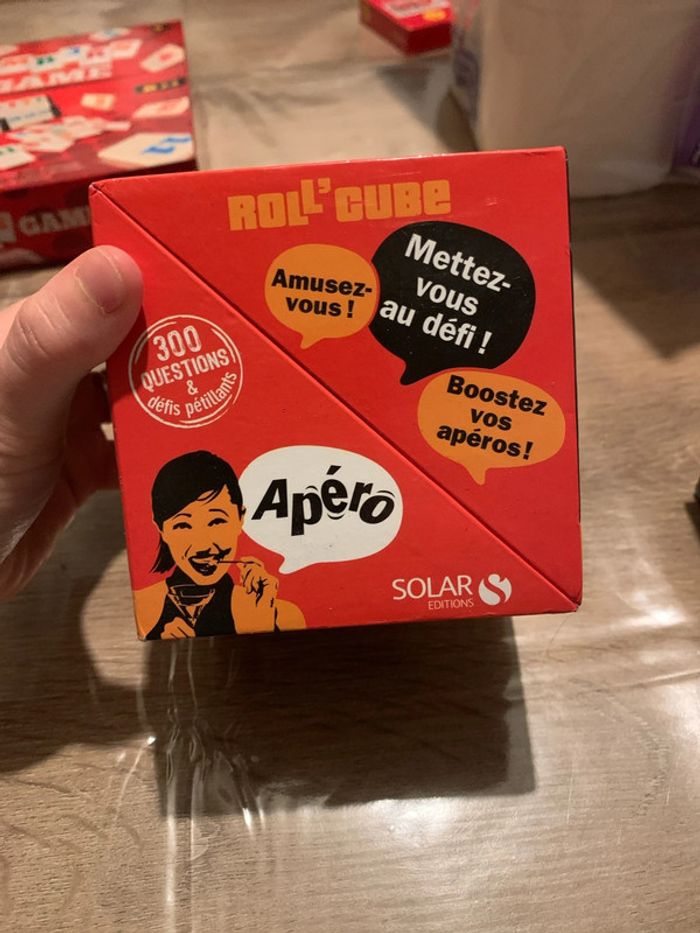 GAME
GAM
ROLL'CUBE
Amusez-
vous !
Mettez-
vous
au défi !
Boostez
vos
apéros !
300
QUESTIONS
&
défis pétillants
Apéro
SOLAR
EDITIONS